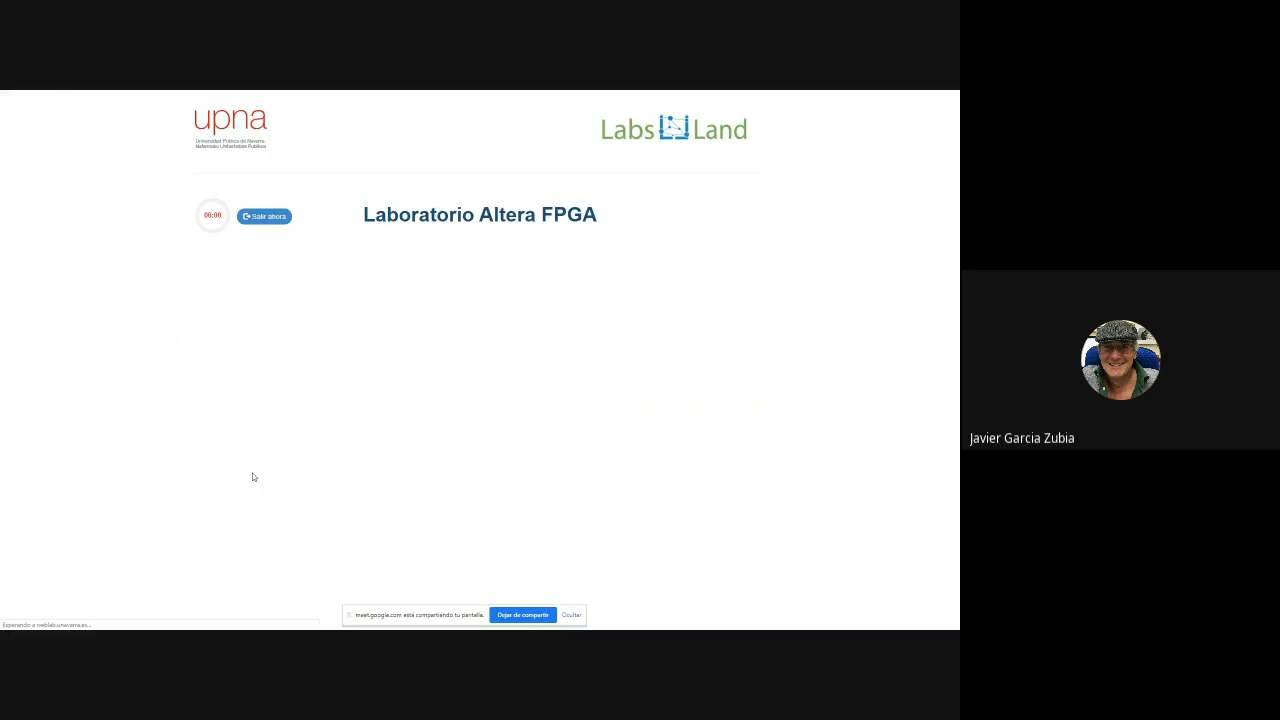 upna
Universidad Pública de Navarra
Nafarroako Unibertsitate Publikoa
Labs Land
00:00
Salir ahora
Laboratorio Altera FPGA
Javier Garcia Zubia
meet.google.com está compartiendo tu pantalla.
Dejar de compartir
Ocultar
Esperando a weblab.unavarra.es...